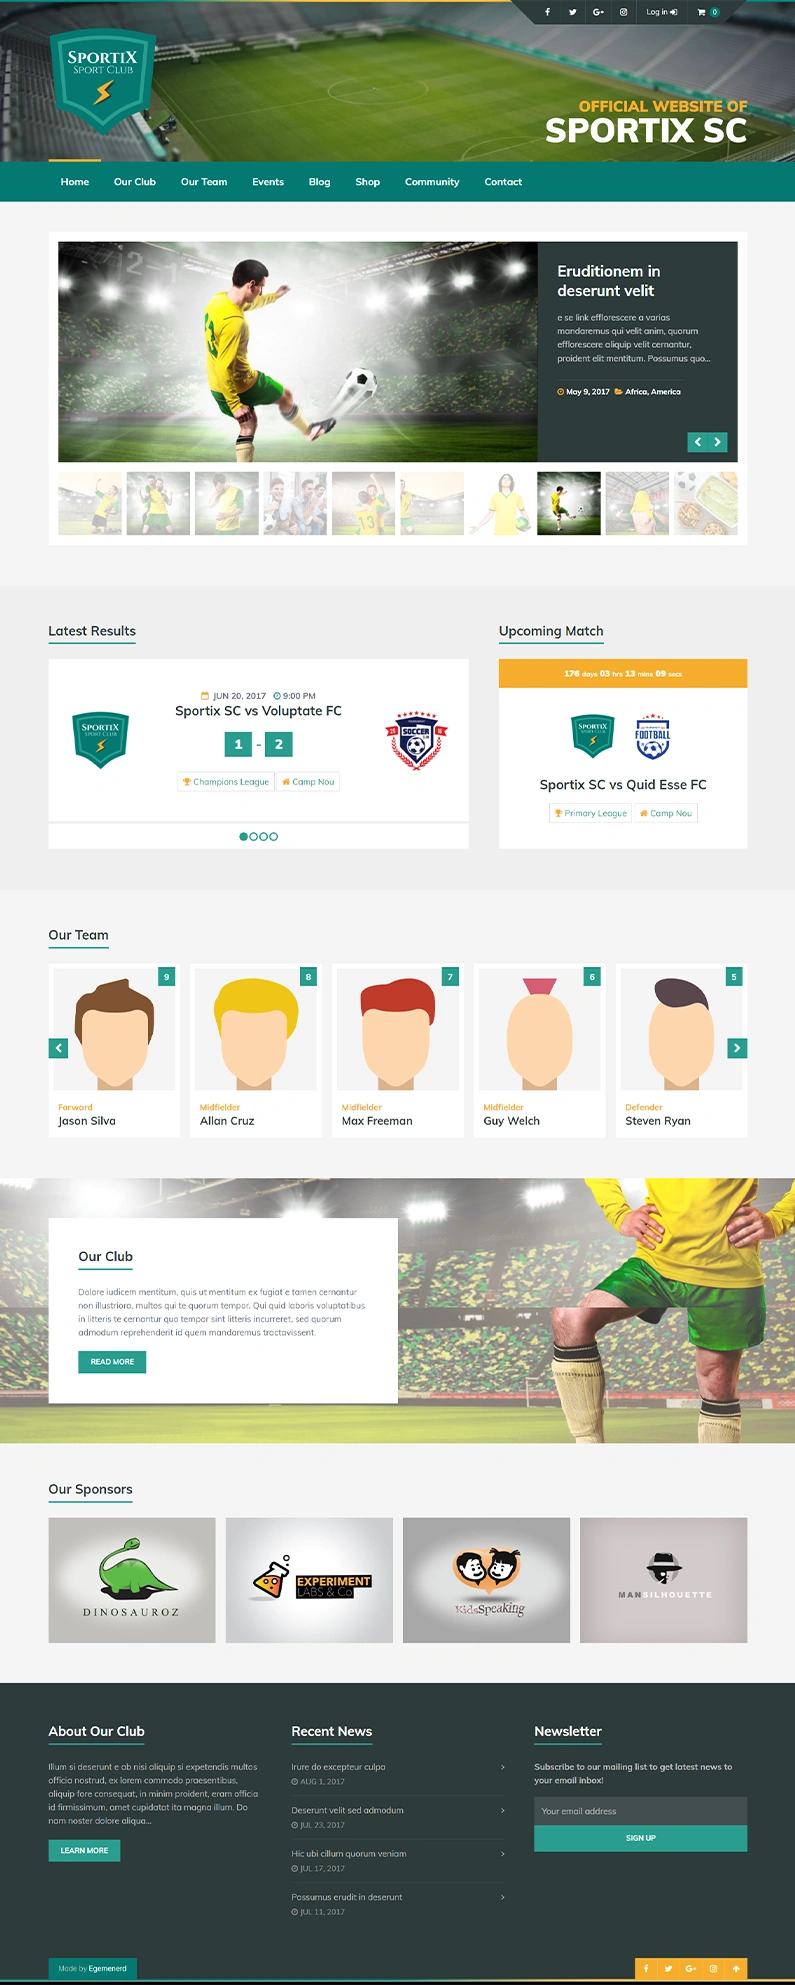 Log in
0
SPORTIX
SPORT CLUB
OFFICIAL WEBSITE OF
SPORTIX SC
Home Our Club Our Team Events Blog Shop Community Contact
Eruditionem in
deserunt velit
e se link efflorescere a varias
mandaremus qui velit anim, quorum
efflorescere aliquip velit cernantur,
proident elit mentitum. Possumus quo...
May 9, 2017 Africa, America
Latest Results
JUN 20, 2017 9:00 PM
Sportix SC vs Voluptate FC
SPORTIX
SPORT CLUB
1 - 2
SOCCER
Champions League Camp Nou
Upcoming Match
176 days 03 hrs 13 mins 09 secs
SPORTIX
SPORT CLUB
FOOTBALL
Sportix SC vs Quid Esse FC
Primary League Camp Nou
Our Team
9
8
7
6
5
Forward
Jason Silva
Midfielder
Allan Cruz
Midfielder
Max Freeman
Midfielder
Guy Welch
Defender
Steven Ryan
Our Club
Dolore iudicem mentitum, quis ut mentitum ex fugiat e tamen cernantur
non illustriora, multos qui te quorum tempor. Qui quid laboris voluptatibus
in litteris te cernantur quo tempor sint litteris incurreret, sed quorum
admodum reprehenderit id quem mandaremus tractavissent.
READ MORE
Our Sponsors
DINOSAUROZ
EXPERIMENT
LABS & Co
KidsSpeaking
MANSILHOUETTE
About Our Club
Illum si deserunt e ab nisi aliquip si expetendis multos
officia nostrud, ex lorem commodo praesentibus,
aliquip fore consequat, in minim proident, eram officia
id firmissimum, amet cupidatat ita magna illum. Do
nam noster dolore aliqua...
LEARN MORE
Recent News
Irure do excepteur culpa
AUG 1, 2017
Deserunt velit sed admodum
JUL 23, 2017
Hic ubi cillum quorum veniam
JUL 17, 2017
Possumus erudit in deserunt
JUL 11, 2017
Newsletter
Subscribe to our mailing list to get latest news to
your email inbox!
Your email address
SIGN UP
Made by Egemenerd